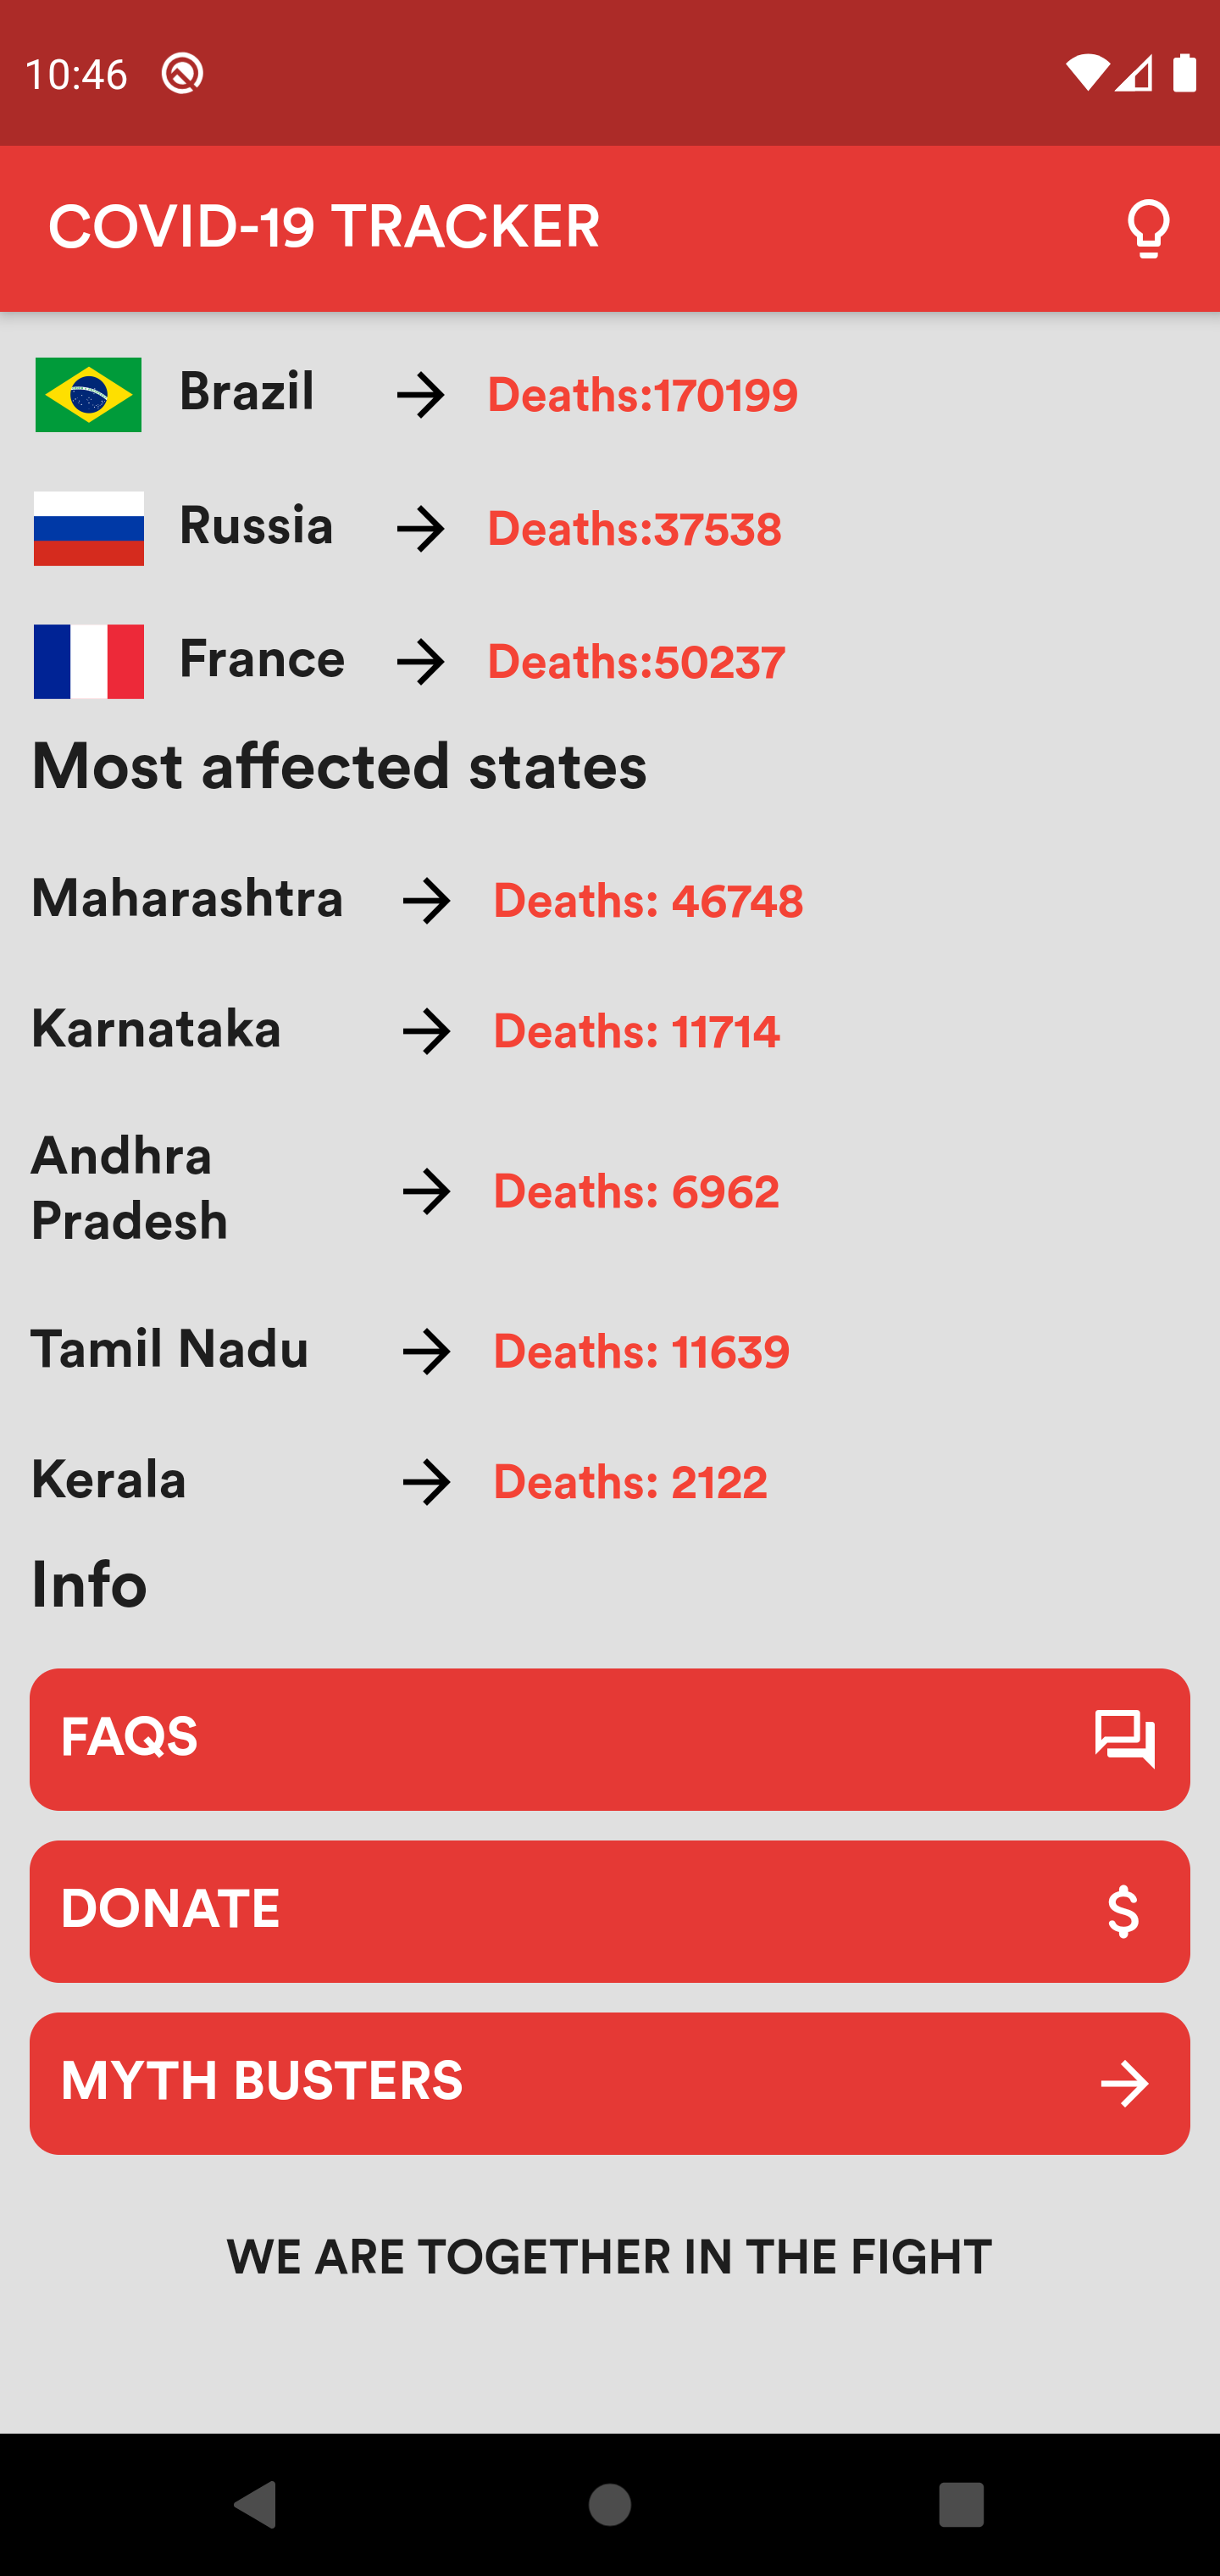 10:46
COVID-19 TRACKER
Brazil Deaths:170199
Russia Deaths:37538
France Deaths:50237
Most affected states
Maharashtra Deaths: 46748
Karnataka Deaths: 11714
Andhra
Pradesh Deaths: 6962
Tamil Nadu Deaths: 11639
Kerala Deaths: 2122
Info
FAQS
DONATE
$
MYTH BUSTERS
WE ARE TOGETHER IN THE FIGHT